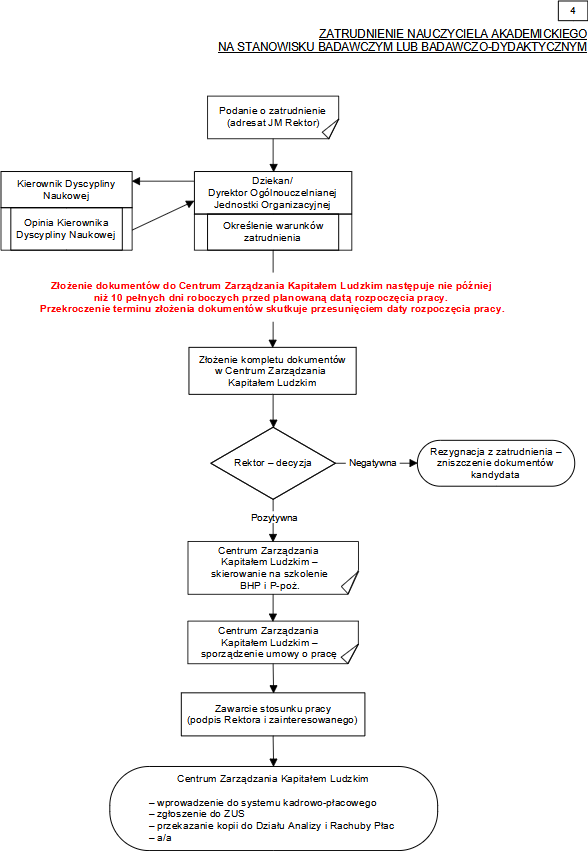 4
ZATRUDNIENIE NAUCZYCIELA AKADEMICKIEGO
NA STANOWISKU BADAWCZYM LUB BADAWCZO-DYDAKTYCZNYM
Podanie o zatrudnienie
(adresat JM Rektor)
Kierownik Dyscypliny
Naukowej
Opinia Kierownika
Dyscypliny Naukowej
Dziekan/
Dyrektor Ogólnouczelnianej
Jednostki Organizacyjnej
Określenie warunków
zatrudnienia
Złożenie dokumentów do Centrum Zarządzania Kapitałem Ludzkim następuje nie później
niż 10 pełnych dni roboczych przed planowaną datą rozpoczęcia pracy.
Przekroczenie terminu złożenia dokumentów skutkuje przesunięciem daty rozpoczęcia pracy.
Złożenie kompletu dokumentów
w Centrum Zarządzania
Kapitałem Ludzkim
Rektor – decyzja
Negatywna
Rezygnacja z zatrudnienia –
zniszczenie dokumentów
kandydata
Pozytywna
Centrum Zarządzania
Kapitałem Ludzkim –
skierowanie na szkolenie
BHP i P-poż.
Centrum Zarządzania
Kapitałem Ludzkim –
sporządzenie umowy o pracę
Zawarcie stosunku pracy
(podpis Rektora i zainteresowanego)
Centrum Zarządzania Kapitałem Ludzkim
– wprowadzenie do systemu kadrowo-płacowego
– zgłoszenie do ZUS
– przekazanie kopii do Działu Analizy i Rachuby Płac
– a/a